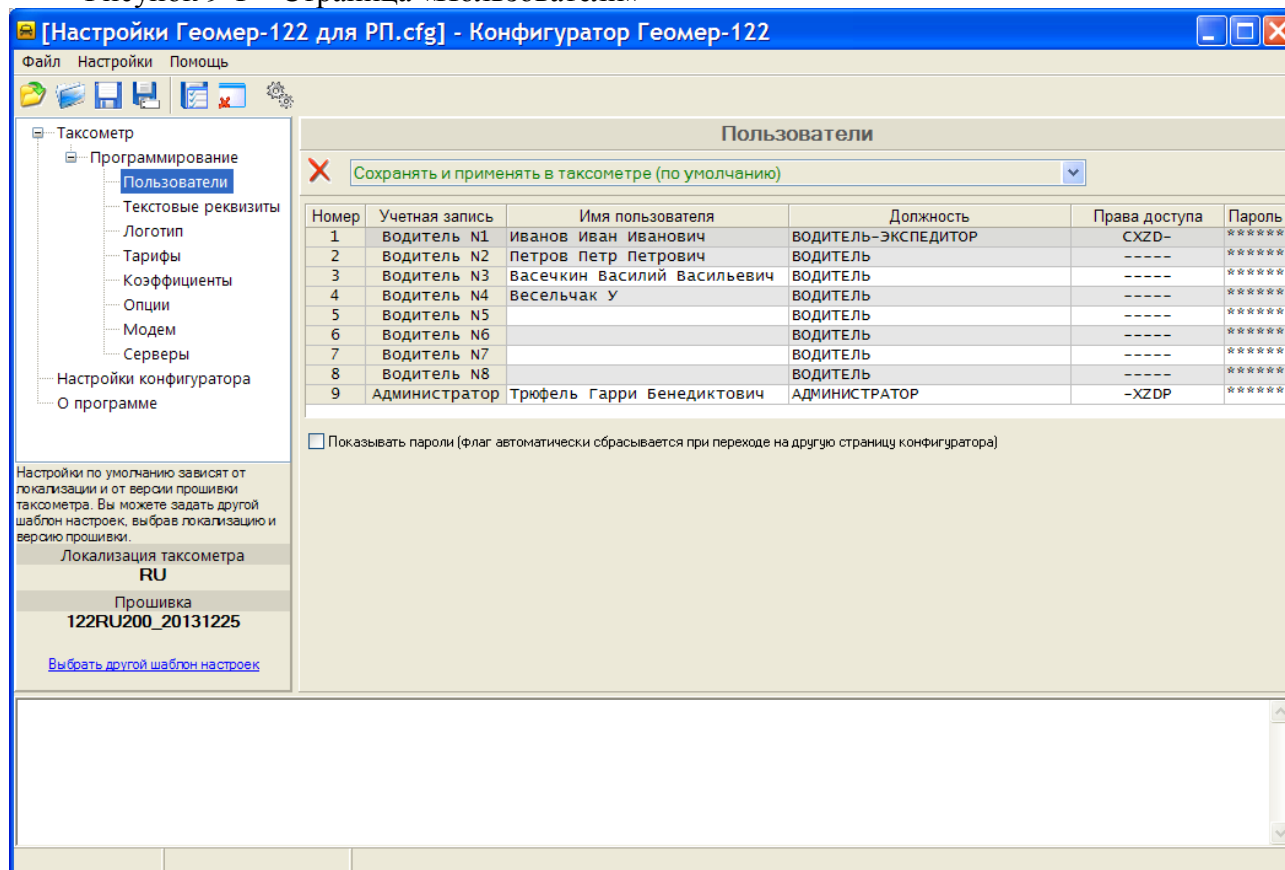 Рисунок 9-1 – Страница «Пользователи»
[Настройки Геомер-122 для РП.cfg] - Конфигуратор Геомер-122
Файл Настройки Помощь
Таксометр
Программирование
Пользователи
Текстовые реквизиты
Логотип
Тарифы
Коэффициенты
Опции
Модем
Серверы
Настройки конфигуратора
О программе
Настройки по умолчанию зависят от
локализации и от версии прошивки
таксометра. Вы можете задать другой
шаблон настроек, выбрав локализацию и
версию прошивки.
Локализация таксометра
RU
Прошивка
122RU200_20131225
Выбрать другой шаблон настроек
Пользователи
Сохранять и применять в таксометре (по умолчанию)
Номер Учетная запись Имя пользователя Должность Права доступа Пароль
1 Водитель N1 Иванов Иван Иванович ВОДИТЕЛЬ-ЭКСПЕДИТОР CXZD- ******
2 Водитель N2 Петров Петр Петрович ВОДИТЕЛЬ ----- ******
3 Водитель N3 Васечкин Василий Васильевич ВОДИТЕЛЬ ----- ******
4 Водитель N4 Весельчак У ВОДИТЕЛЬ ----- ******
5 Водитель N5 ВОДИТЕЛЬ ----- ******
6 Водитель N6 ВОДИТЕЛЬ ----- ******
7 Водитель N7 ВОДИТЕЛЬ ----- ******
8 Водитель N8 ВОДИТЕЛЬ ----- ******
9 Администратор Трюфель Гарри Бенедиктович АДМИНИСТРАТОР -XZDP ******
Показывать пароли (флаг автоматически сбрасывается при переходе на другую страницу конфигуратора)